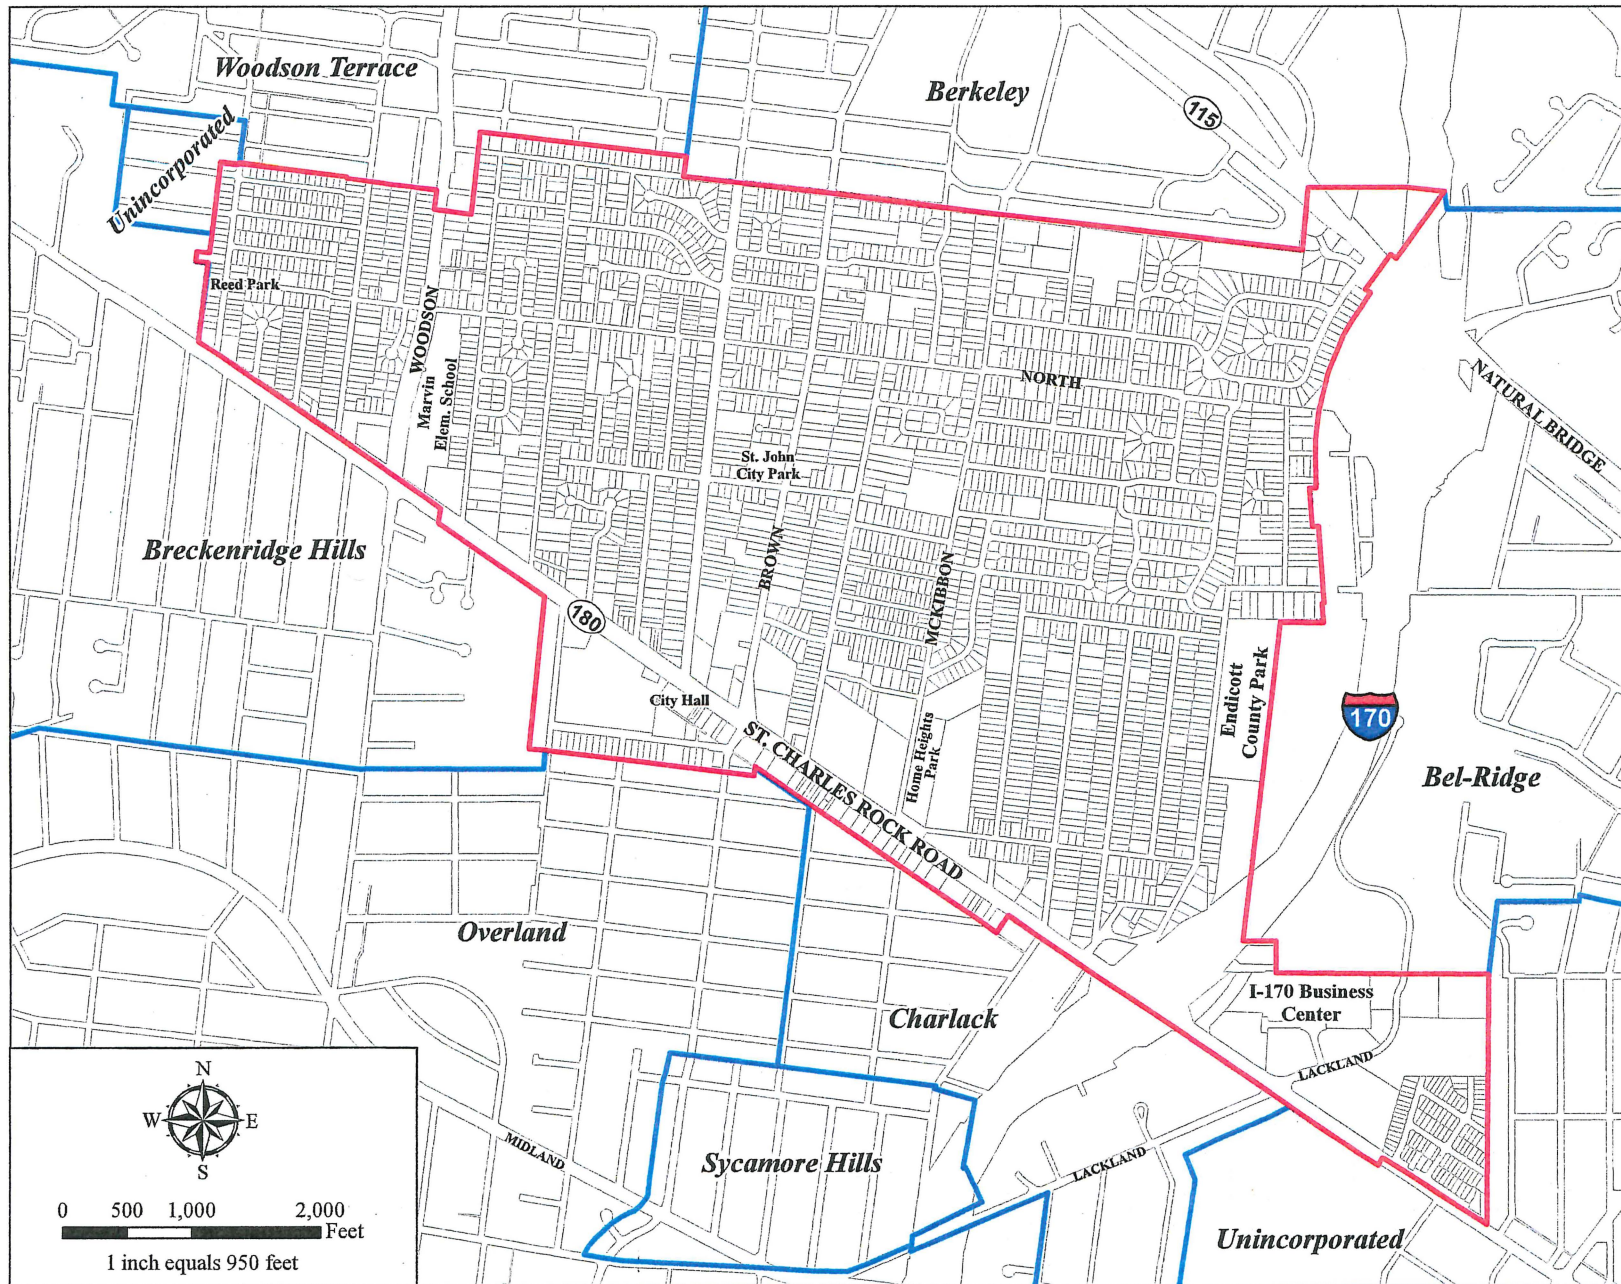 Woodson Terrace
Berkeley
115
Unincorporated
Reed Park
WOODSON
Marvin
Elem. School
NORTH
NATURAL BRIDGE
St. John
City Park
Breckenridge Hills
BROWN
MCKIBBON
180
City Hall
Endicott
County Park
170
ST. CHARLES ROCK ROAD
Home Heights
Park
Bel-Ridge
Overland
I-170 Business
Center
Charlack
LACKLAND
N
W E
S
MIDLAND
Sycamore Hills
LACKLAND
Unincorporated
0 500 1,000 2,000
Feet
1 inch equals 950 feet